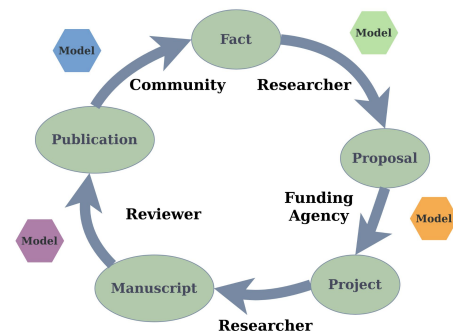 Fact
Model
Model
Community
Researcher
Publication
Proposal
Funding
Agency
Reviewer
Model
Model
Manuscript
Project
Researcher